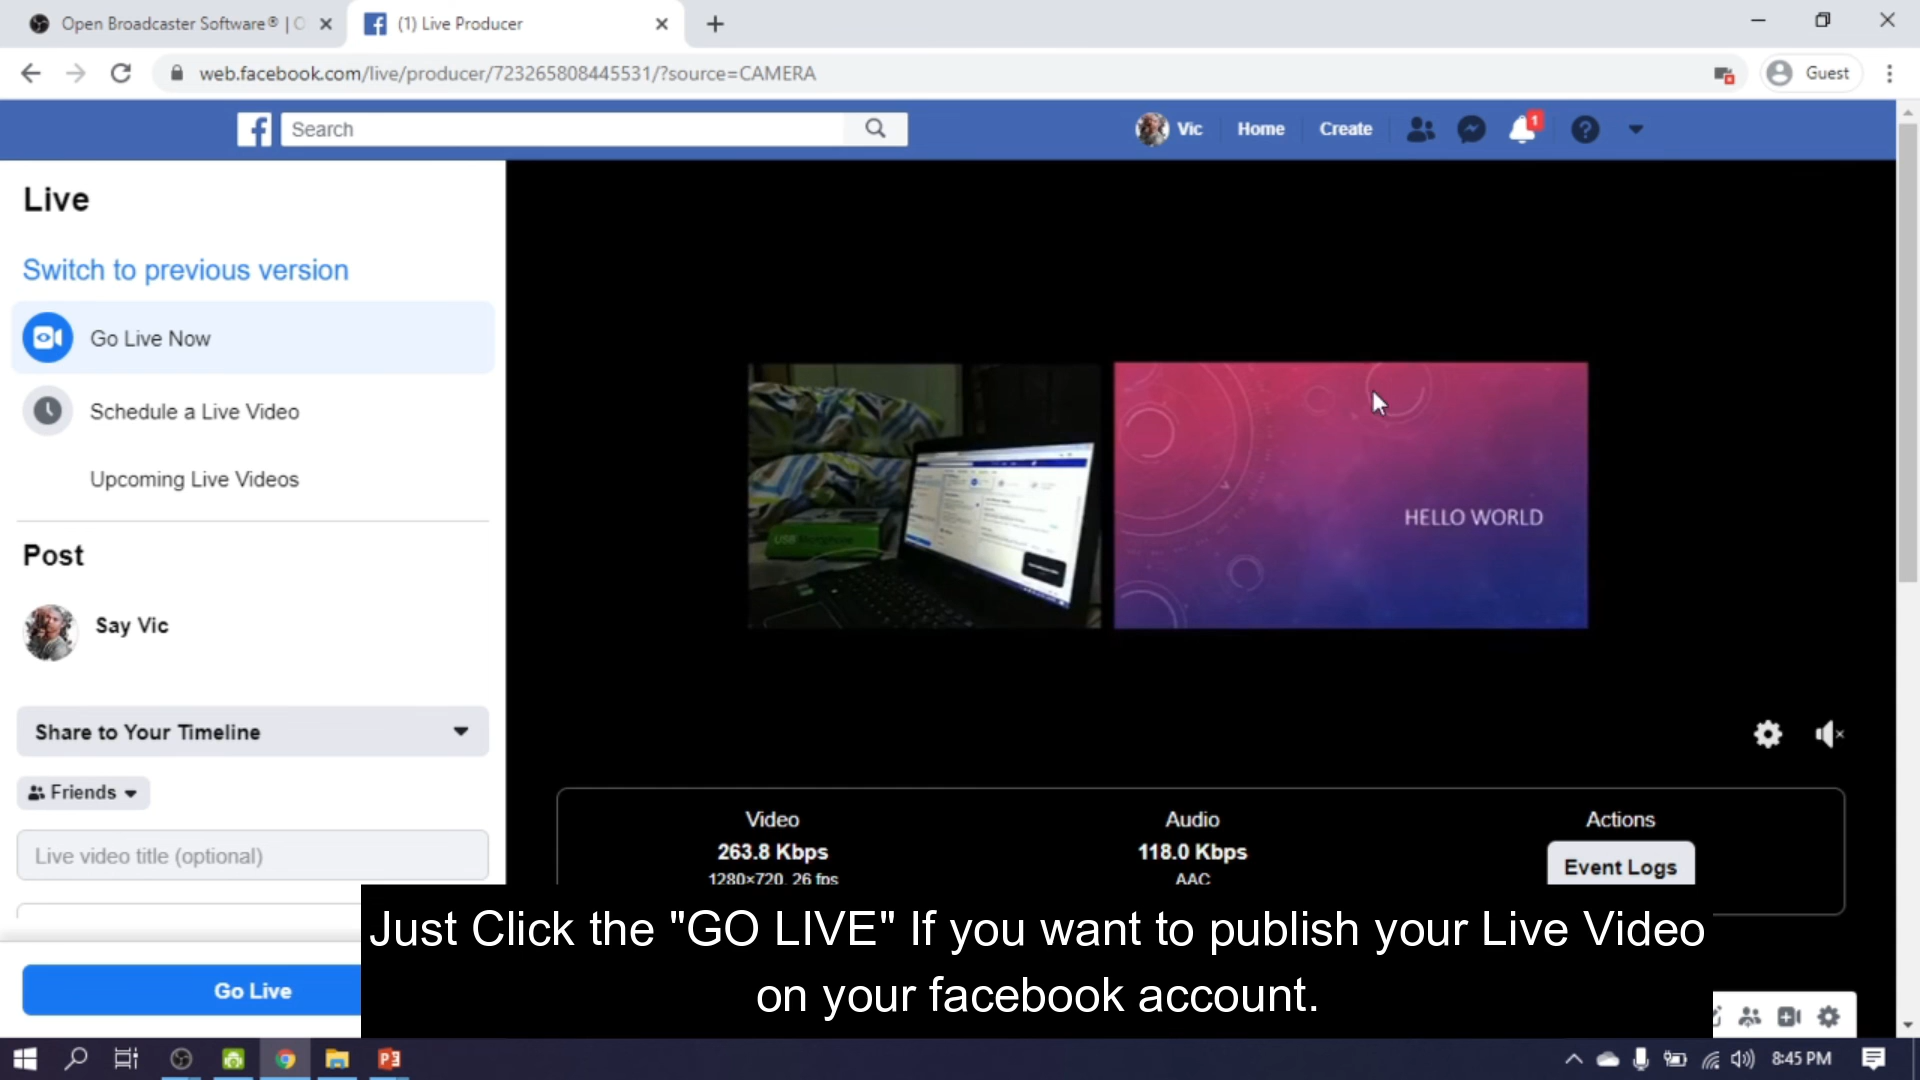 Open Broadcaster Software® | O
(1) Live Producer
web.facebook.com/live/producer/723265808445531/?source=CAMERA
Guest
Search
Vic
Home
Create
1
Live
Switch to previous version
Go Live Now
Schedule a Live Video
Upcoming Live Videos
Post
Say Vic
Share to Your Timeline
Friends
Live video title (optional)
Go Live
USB Microphone
HELLO WORLD
Video
263.8 Kbps
1280×720, 26 fps
Audio
118.0 Kbps
AAC
Actions
Event Logs
Just Click the "GO LIVE" If you want to publish your Live Video
on your facebook account.
8:45 PM